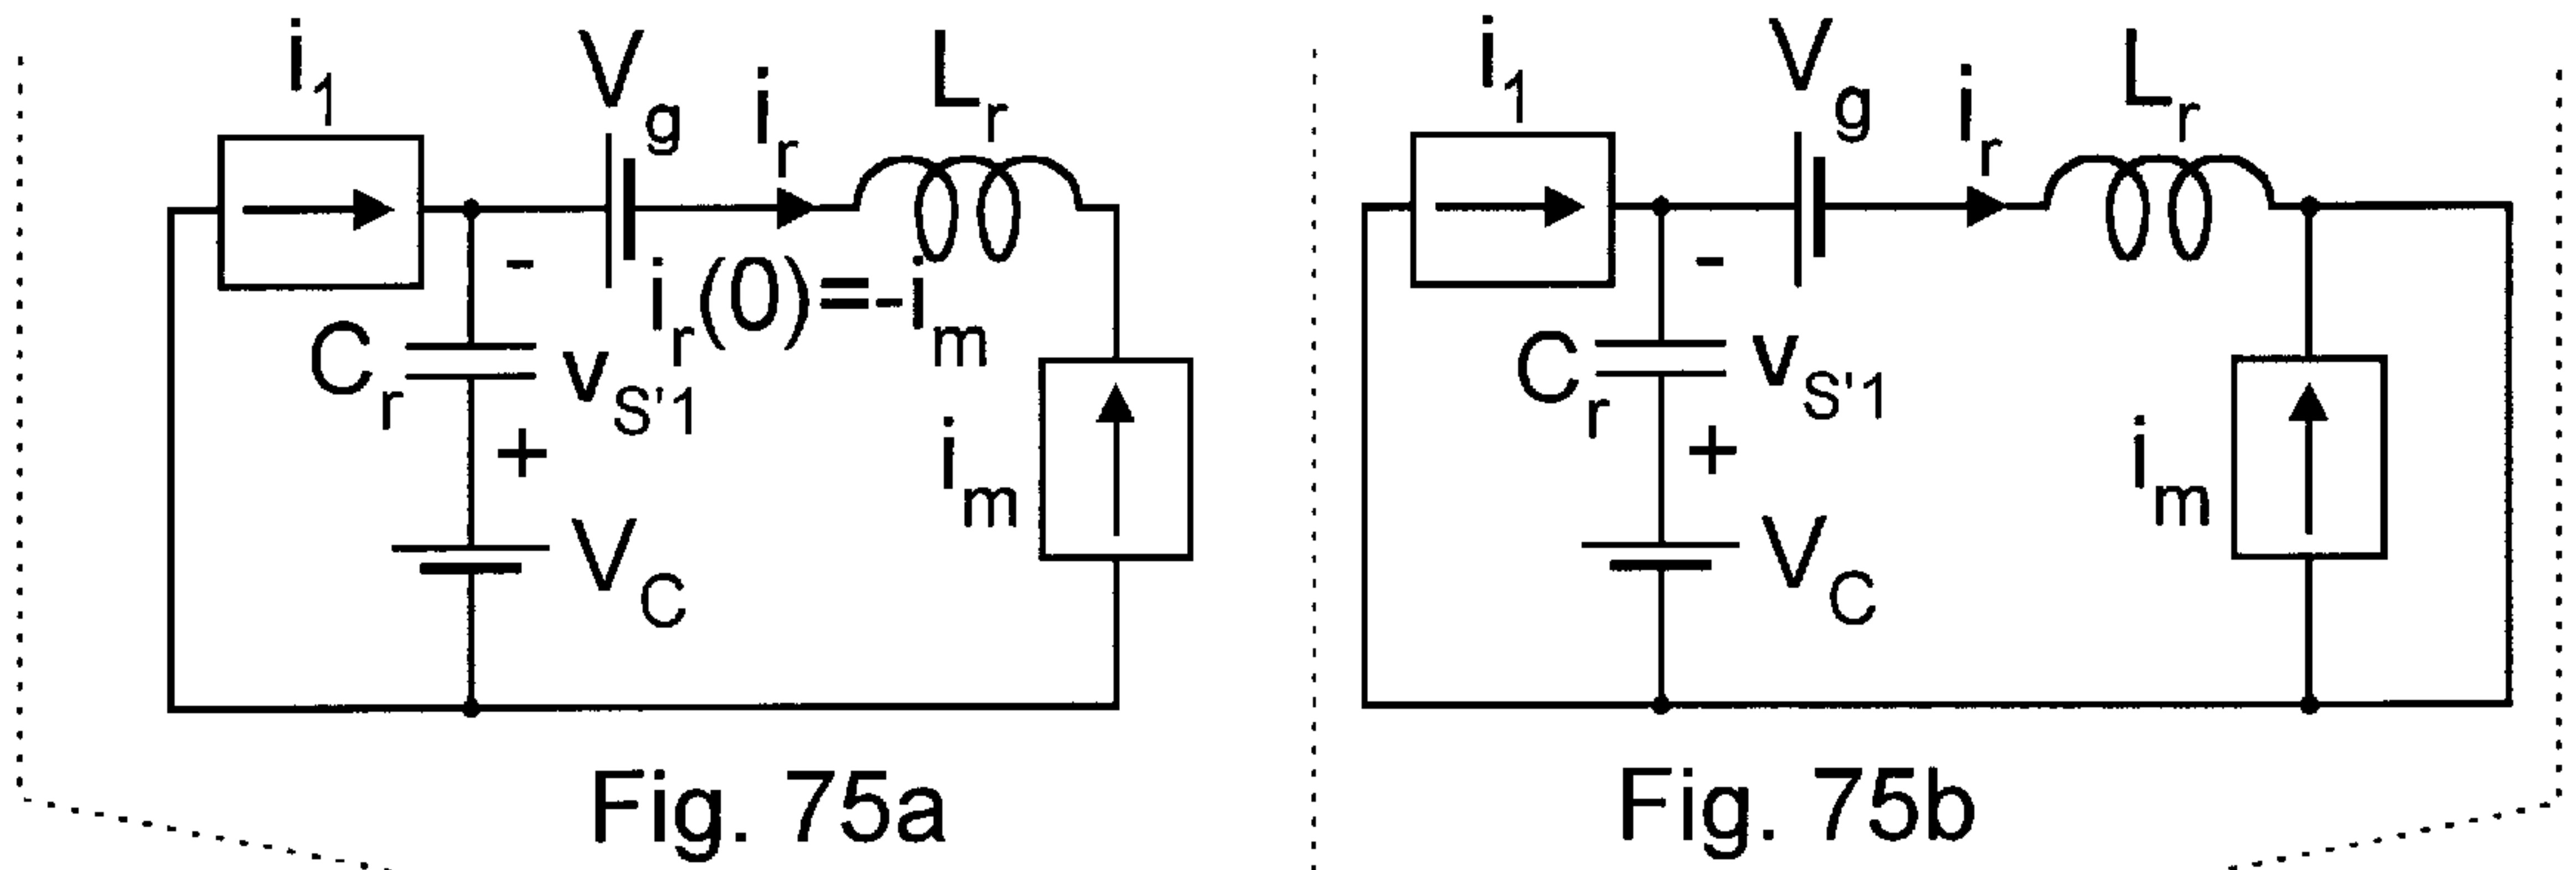 i1 Vg ir Lr
ir(0)=-im
-
Cr vS'1
+
im
VC
Fig. 75a
i1 Vg ir Lr
-
Cr vS'1
+
im
VC
Fig. 75b